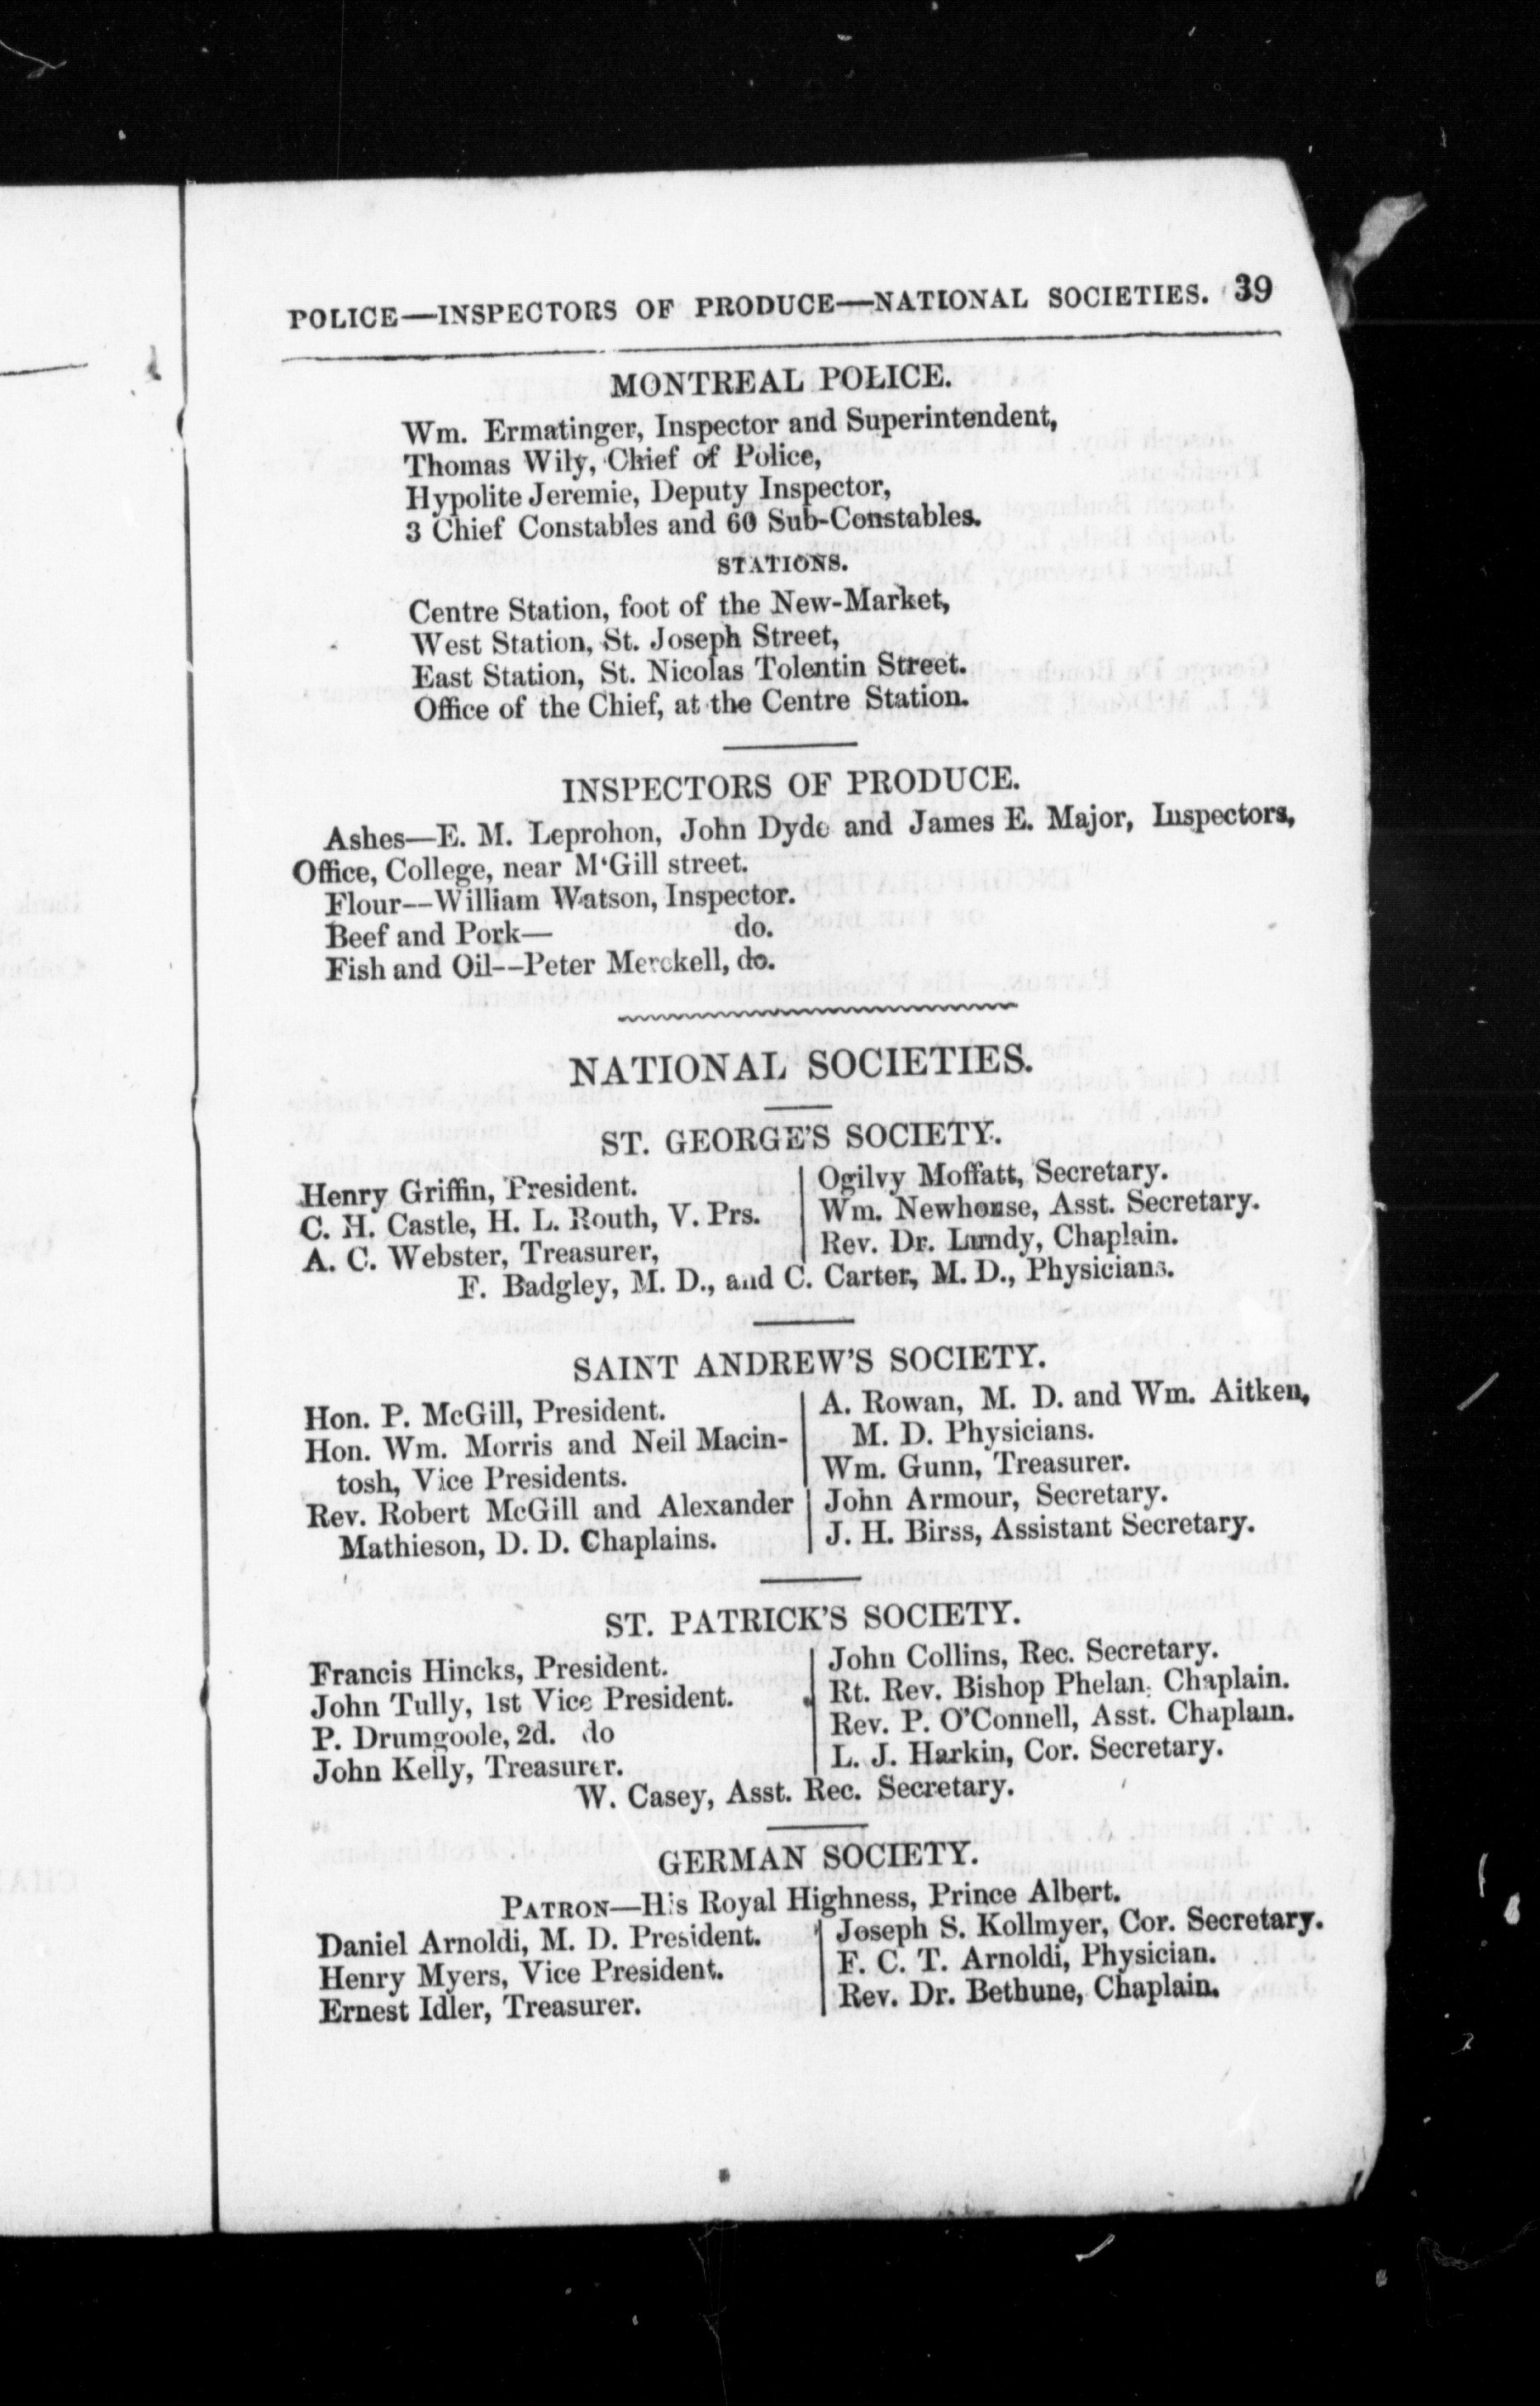 POLICE—INSPECTORS OF PRODUCE—NATIONAL SOCIETIES. 39
MONTREAL POLICE.
Wm. Ermatinger, Inspector and Superintendent,
Thomas Wily, Chief of Police,
Hypolite Jeremie, Deputy Inspector,
3 Chief Constables and 60 Sub-Constables.
STATIONS.
Centre Station, foot of the New-Market,
West Station, St. Joseph Street,
East Station, St. Nicolas Tolentin Street.
Office of the Chief, at the Centre Station.
INSPECTORS OF PRODUCE.
Ashes—E. M. Leprohon, John Dyde and James E. Major, Inspectors,
Office, College, near M'Gill street.
Flour--William Watson, Inspector.
Beef and Pork— do.
Fish and Oil--Peter Merckell, do.
NATIONAL SOCIETIES.
ST. GEORGE'S SOCIETY.
Henry Griffin, President.
C. H. Castle, H. L. Routh, V. Prs.
A. C. Webster, Treasurer,
Ogilvy Moffatt, Secretary.
Wm. Newhouse, Asst. Secretary.
Rev. Dr. Lundy, Chaplain.
F. Badgley, M. D., and C. Carter, M. D., Physicians.
SAINT ANDREW'S SOCIETY.
Hon. P. McGill, President.
Hon. Wm. Morris and Neil Macin-
tosh, Vice Presidents.
Rev. Robert McGill and Alexander
Mathieson, D. D. Chaplains.
A. Rowan, M. D. and Wm. Aitken,
M. D. Physicians.
Wm. Gunn, Treasurer.
John Armour, Secretary.
J. H. Birss, Assistant Secretary.
ST. PATRICK'S SOCIETY.
Francis Hincks, President.
John Tully, 1st Vice President.
P. Drumgoole, 2d. do
John Kelly, Treasurer.
John Collins, Rec. Secretary.
Rt. Rev. Bishop Phelan, Chaplain.
Rev. P. O'Connell, Asst. Chaplain.
L. J. Harkin, Cor. Secretary.
W. Casey, Asst. Rec. Secretary.
GERMAN SOCIETY.
PATRON—His Royal Highness, Prince Albert.
Daniel Arnoldi, M. D. President.
Henry Myers, Vice President.
Ernest Idler, Treasurer.
Joseph S. Kollmyer, Cor. Secretary.
F. C. T. Arnoldi, Physician.
Rev. Dr. Bethune, Chaplain.